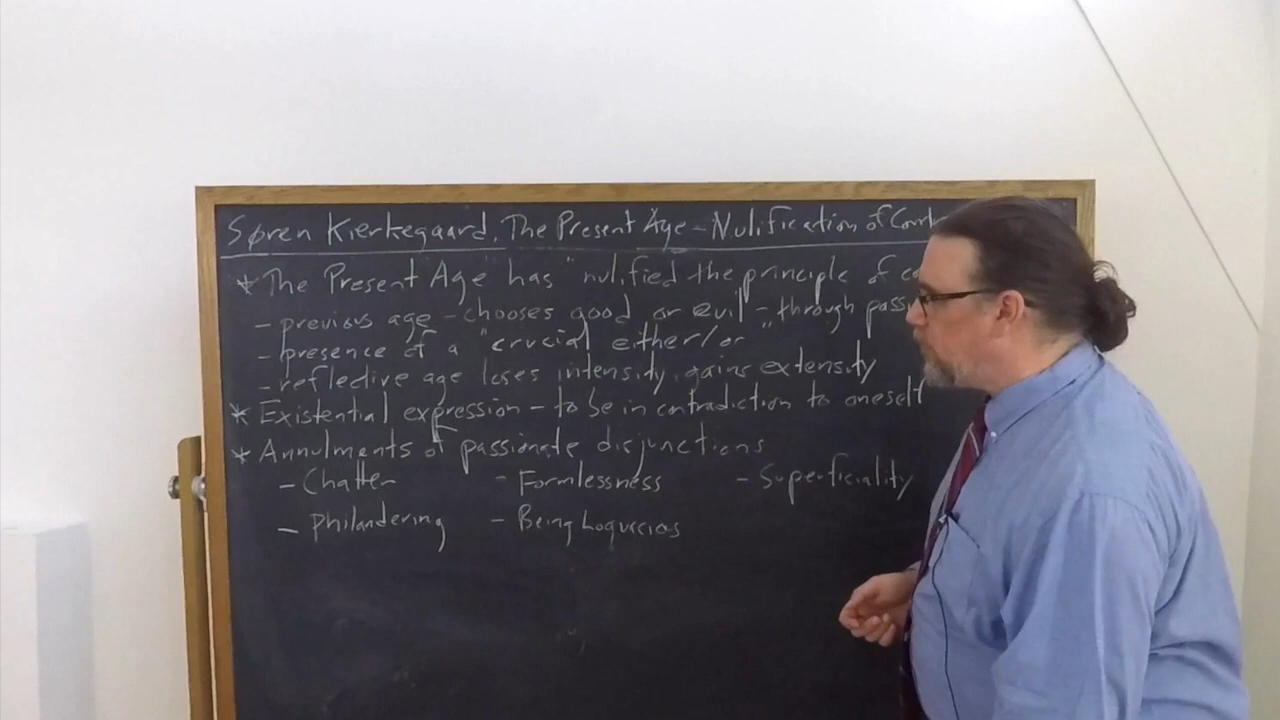 Søren Kierkegaard, The Present Age - Nulification of
* The Present Age has "nulified the principle of
- previous age - chooses good or evil - through
- presence of a "crucial either/or"
- reflective age loses intensity, gains extensity
* Existential expression - to be in contradiction to oneself
* Annulments of passionate disjunctions
- Chatter - Formlessness - Superficiality
- Philandering - Being Loquacios